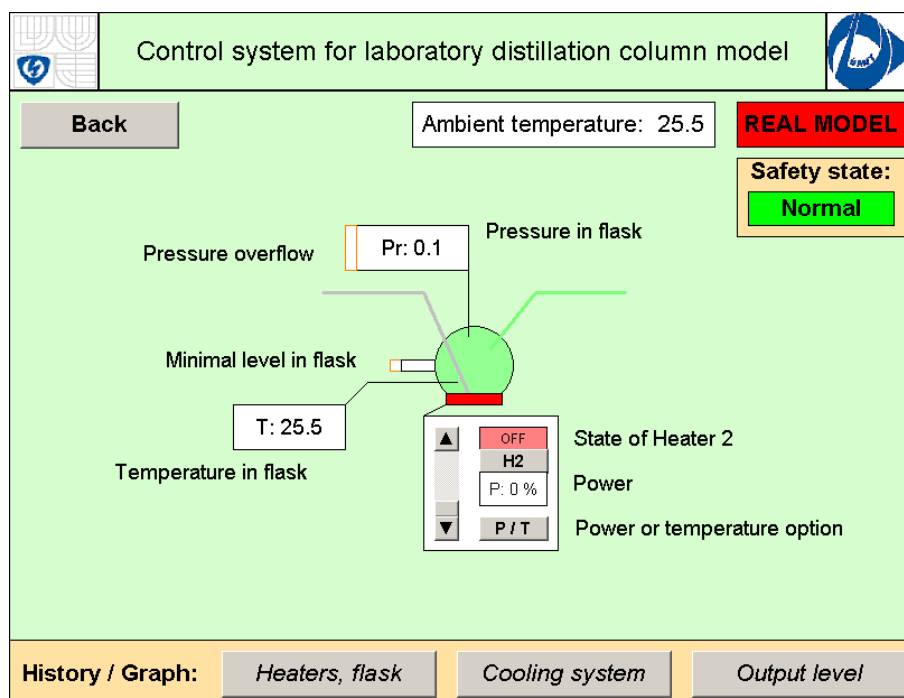 Control system for laboratory distillation column model
Back
Ambient temperature: 25.5
REAL MODEL
Safety state:
Normal
Pressure overflow
Pr: 0.1
Pressure in flask
Minimal level in flask
T: 25.5
Temperature in flask
OFF
State of Heater 2
H2
P: 0 %
Power
P / T
Power or temperature option
History / Graph:
Heaters, flask
Cooling system
Output level